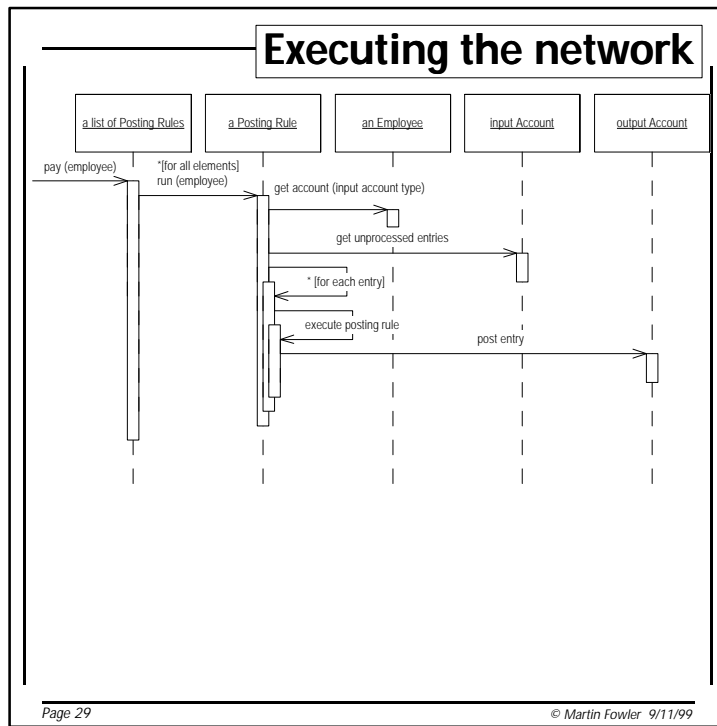 Executing the network
a list of Posting Rules
a Posting Rule
an Employee
input Account
output Account
pay (employee)
*[for all elements]
run (employee)
get account (input account type)
get unprocessed entries
* [for each entry]
execute posting rule
post entry
Page 29
© Martin Fowler 9/11/99